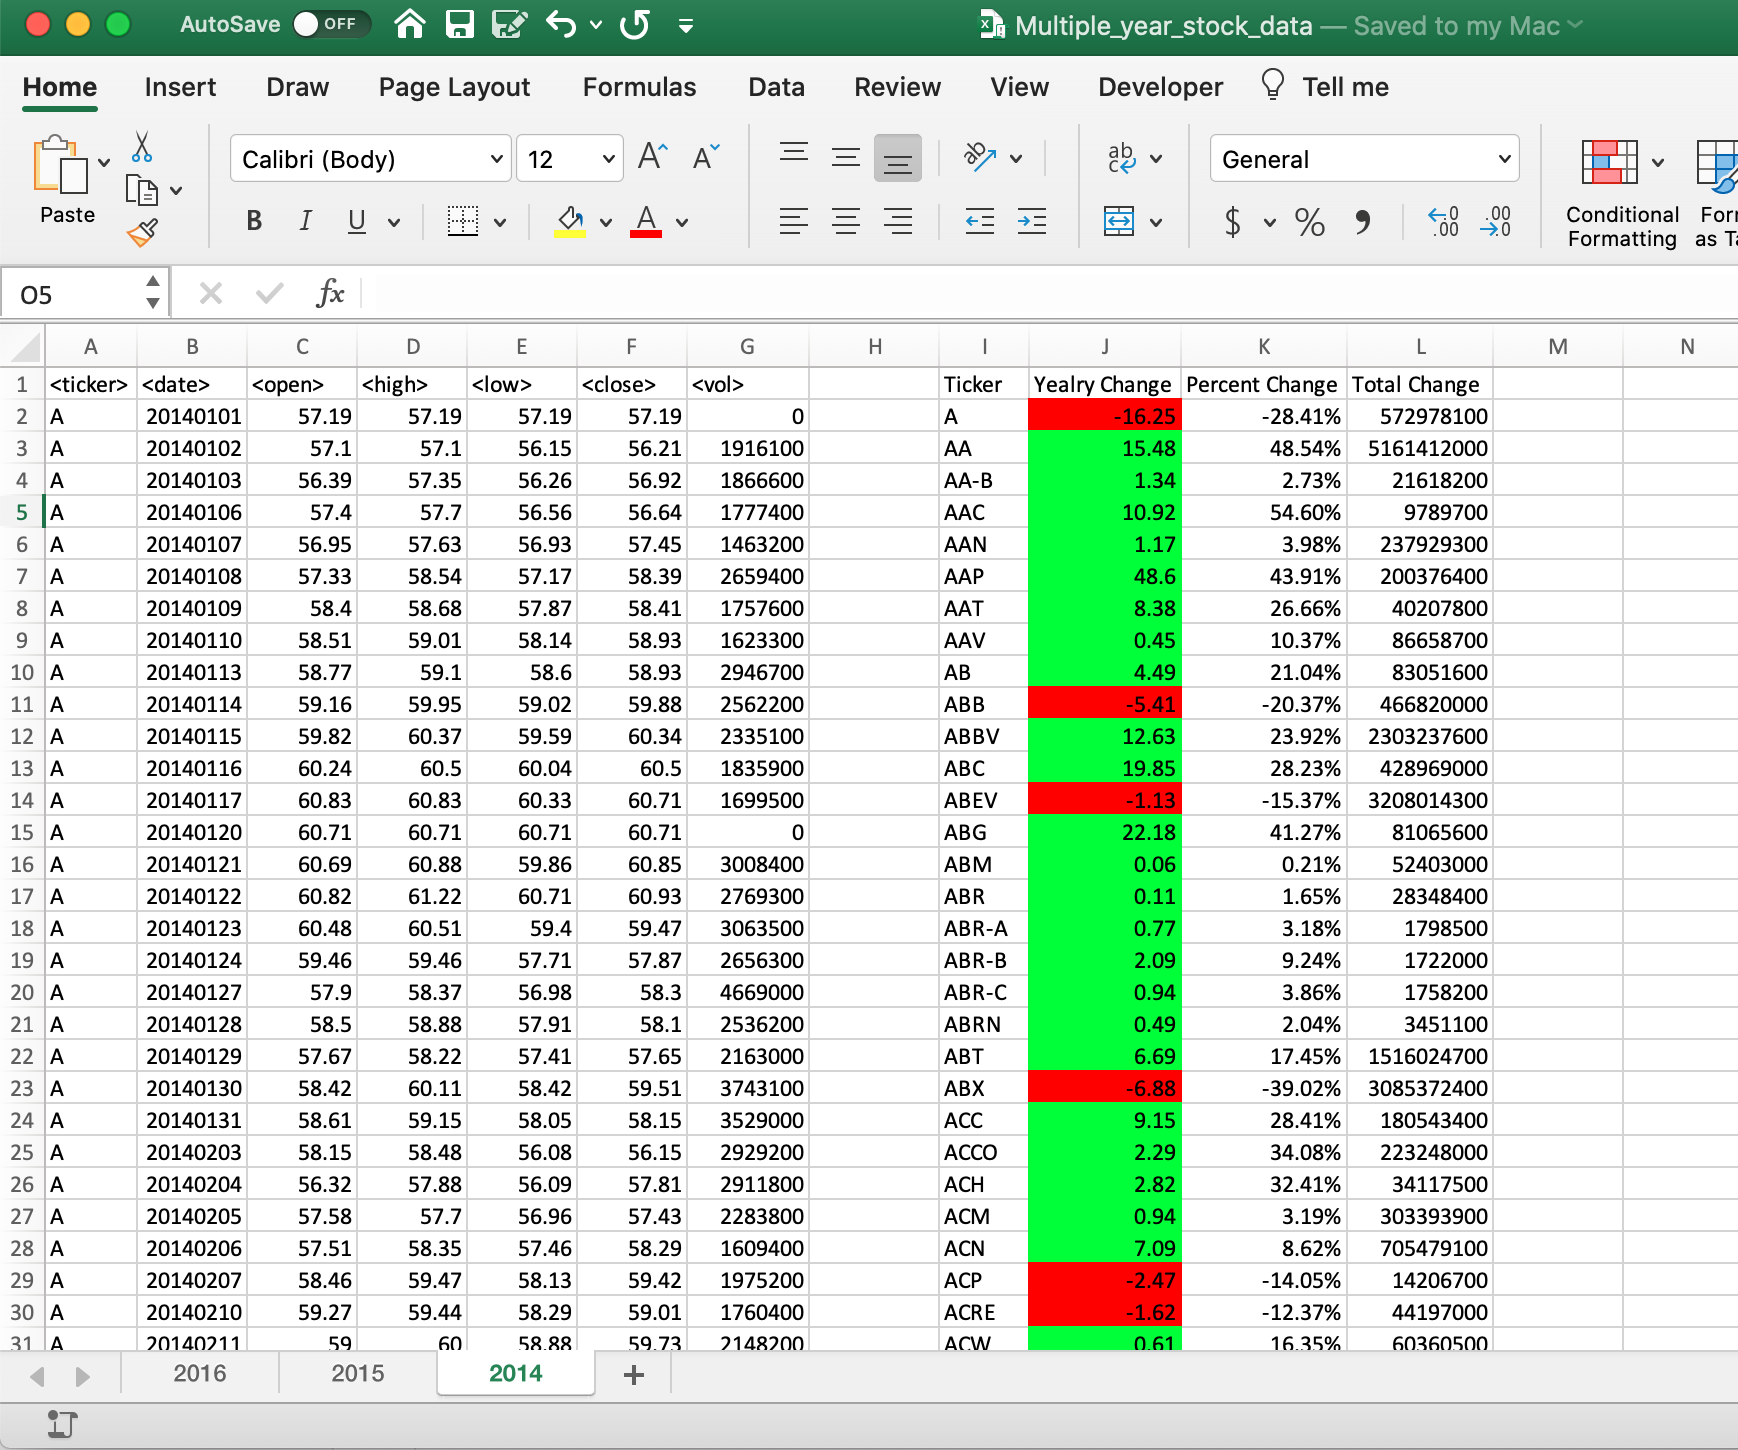 AutoSave OFF Multiple_year_stock_data — Saved to my Mac
Home Insert Draw Page Layout Formulas Data Review View Developer Tell me
Paste Calibri (Body) 12 A A ab ab c General Conditional Formatting
B I U A $ % , .0 .00 .00 .0
O5 fx
A B C D E F G H I J K L M N
1 <ticker> <date> <open> <high> <low> <close> <vol> Ticker Yealry Change Percent Change Total Change
2 A 20140101 57.19 57.19 57.19 57.19 0 A -16.25 -28.41% 572978100
3 A 20140102 57.1 57.1 56.15 56.21 1916100 AA 15.48 48.54% 5161412000
4 A 20140103 56.39 57.35 56.26 56.92 1866600 AA-B 1.34 2.73% 21618200
5 A 20140106 57.4 57.7 56.56 56.64 1777400 AAC 10.92 54.60% 9789700
6 A 20140107 56.95 57.63 56.93 57.45 1463200 AAN 1.17 3.98% 237929300
7 A 20140108 57.33 58.54 57.17 58.39 2659400 AAP 48.6 43.91% 200376400
8 A 20140109 58.4 58.68 57.87 58.41 1757600 AAT 8.38 26.66% 40207800
9 A 20140110 58.51 59.01 58.14 58.93 1623300 AAV 0.45 10.37% 86658700
10 A 20140113 58.77 59.1 58.6 58.93 2946700 AB 4.49 21.04% 83051600
11 A 20140114 59.16 59.95 59.02 59.88 2562200 ABB -5.41 -20.37% 466820000
12 A 20140115 59.82 60.37 59.59 60.34 2335100 ABBV 12.63 23.92% 2303237600
13 A 20140116 60.24 60.5 60.04 60.5 1835900 ABC 19.85 28.23% 428969000
14 A 20140117 60.83 60.83 60.33 60.71 1699500 ABEV -1.13 -15.37% 3208014300
15 A 20140120 60.71 60.71 60.71 60.71 0 ABG 22.18 41.27% 81065600
16 A 20140121 60.69 60.88 59.86 60.85 3008400 ABM 0.06 0.21% 52403000
17 A 20140122 60.82 61.22 60.71 60.93 2769300 ABR 0.11 1.65% 28348400
18 A 20140123 60.48 60.51 59.4 59.47 3063500 ABR-A 0.77 3.18% 1798500
19 A 20140124 59.46 59.46 57.71 57.87 2656300 ABR-B 2.09 9.24% 1722000
20 A 20140127 57.9 58.37 56.98 58.3 4669000 ABR-C 0.94 3.86% 1758200
21 A 20140128 58.5 58.88 57.91 58.1 2536200 ABRN 0.49 2.04% 3451100
22 A 20140129 57.67 58.22 57.41 57.65 2163000 ABT 6.69 17.45% 1516024700
23 A 20140130 58.42 60.11 58.42 59.51 3743100 ABX -6.88 -39.02% 3085372400
24 A 20140131 58.61 59.15 58.05 58.15 3529000 ACC 9.15 28.41% 180543400
25 A 20140203 58.15 58.48 56.08 56.15 2929200 ACCO 2.29 34.08% 223248000
26 A 20140204 56.32 57.88 56.09 57.81 2911800 ACH 2.82 32.41% 34117500
27 A 20140205 57.58 57.7 56.96 57.43 2283800 ACM 0.94 3.19% 303393900
28 A 20140206 57.51 58.35 57.46 58.29 1609400 ACN 7.09 8.62% 705479100
29 A 20140207 58.46 59.47 58.13 59.42 1975200 ACP -2.47 -14.05% 14206700
30 A 20140210 59.27 59.44 58.29 59.01 1760400 ACRE -1.62 -12.37% 44197000
31 A 20140211 59 60 58.88 59.73 2148200 ACW 0.61 16.35% 60360500
2016 2015 2014